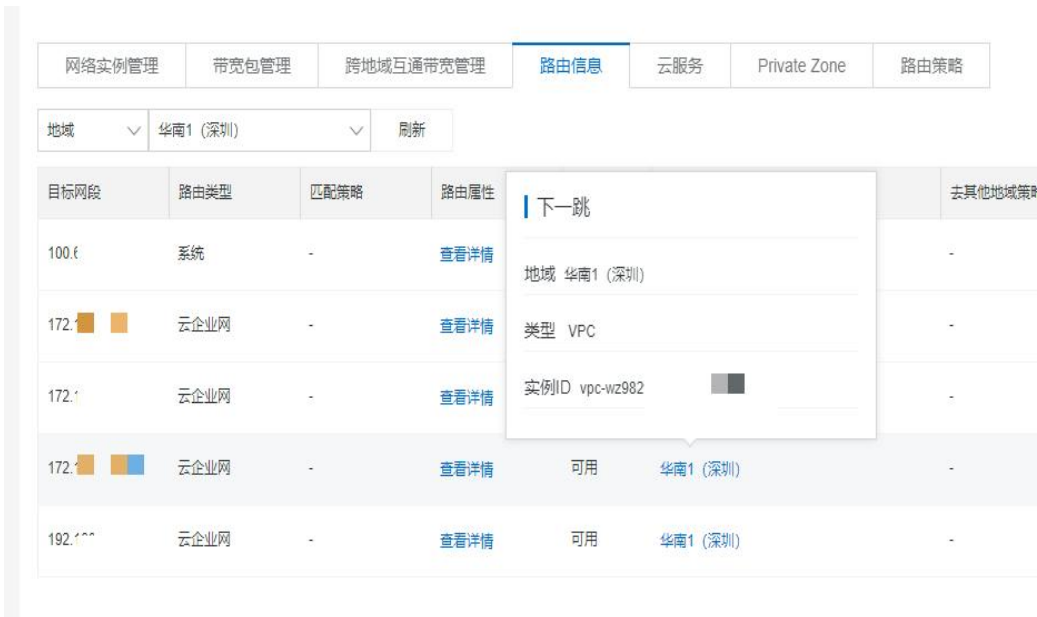 网络实例管理 带宽包管理 跨地域互通带宽管理 路由信息 云服务 Private Zone 路由策略
地域 华南1（深圳） 刷新
目标网段 路由类型 匹配策略 路由属性 去其他地域策略
下一跳
100. 系统 - 查看详情 -
地域 华南1（深圳）
172. 云企业网 - 查看详情 -
类型 VPC
172. 云企业网 - 查看详情 -
实例ID vpc-wz982
172. 云企业网 - 查看详情 可用 华南1（深圳） -
192. 云企业网 - 查看详情 可用 华南1（深圳） -